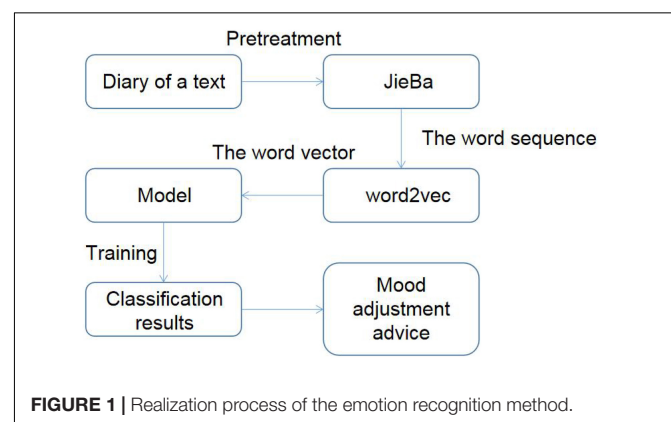 Pretreatment
Diary of a text
JieBa
The word sequence
The word vector
Model
word2vec
Training
Classification
results
Mood
adjustment
advice
FIGURE 1 | Realization process of the emotion recognition method.